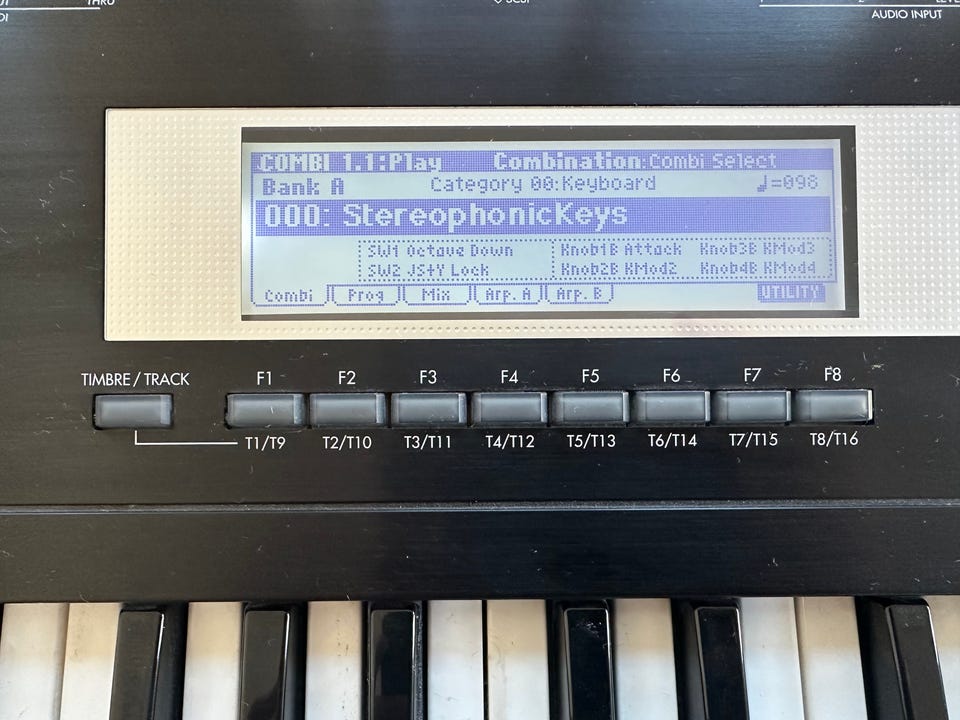 THRU
AUDIO INPUT
COMBI 1.1:Play Combination:Combi Select
Bank A Category 00:Keyboard ♩=098
000: StereophonicKeys
SW1 Octave Down Knob1B Attack Knob3B KMod3
SW2 JS+Y Lock Knob2B KMod2 Knob4B KMod4
Combi Prog Mix Arp. A Arp. B UTILITY
TIMBRE / TRACK F1 F2 F3 F4 F5 F6 F7 F8
T1/T9 T2/T10 T3/T11 T4/T12 T5/T13 T6/T14 T7/T15 T8/T16